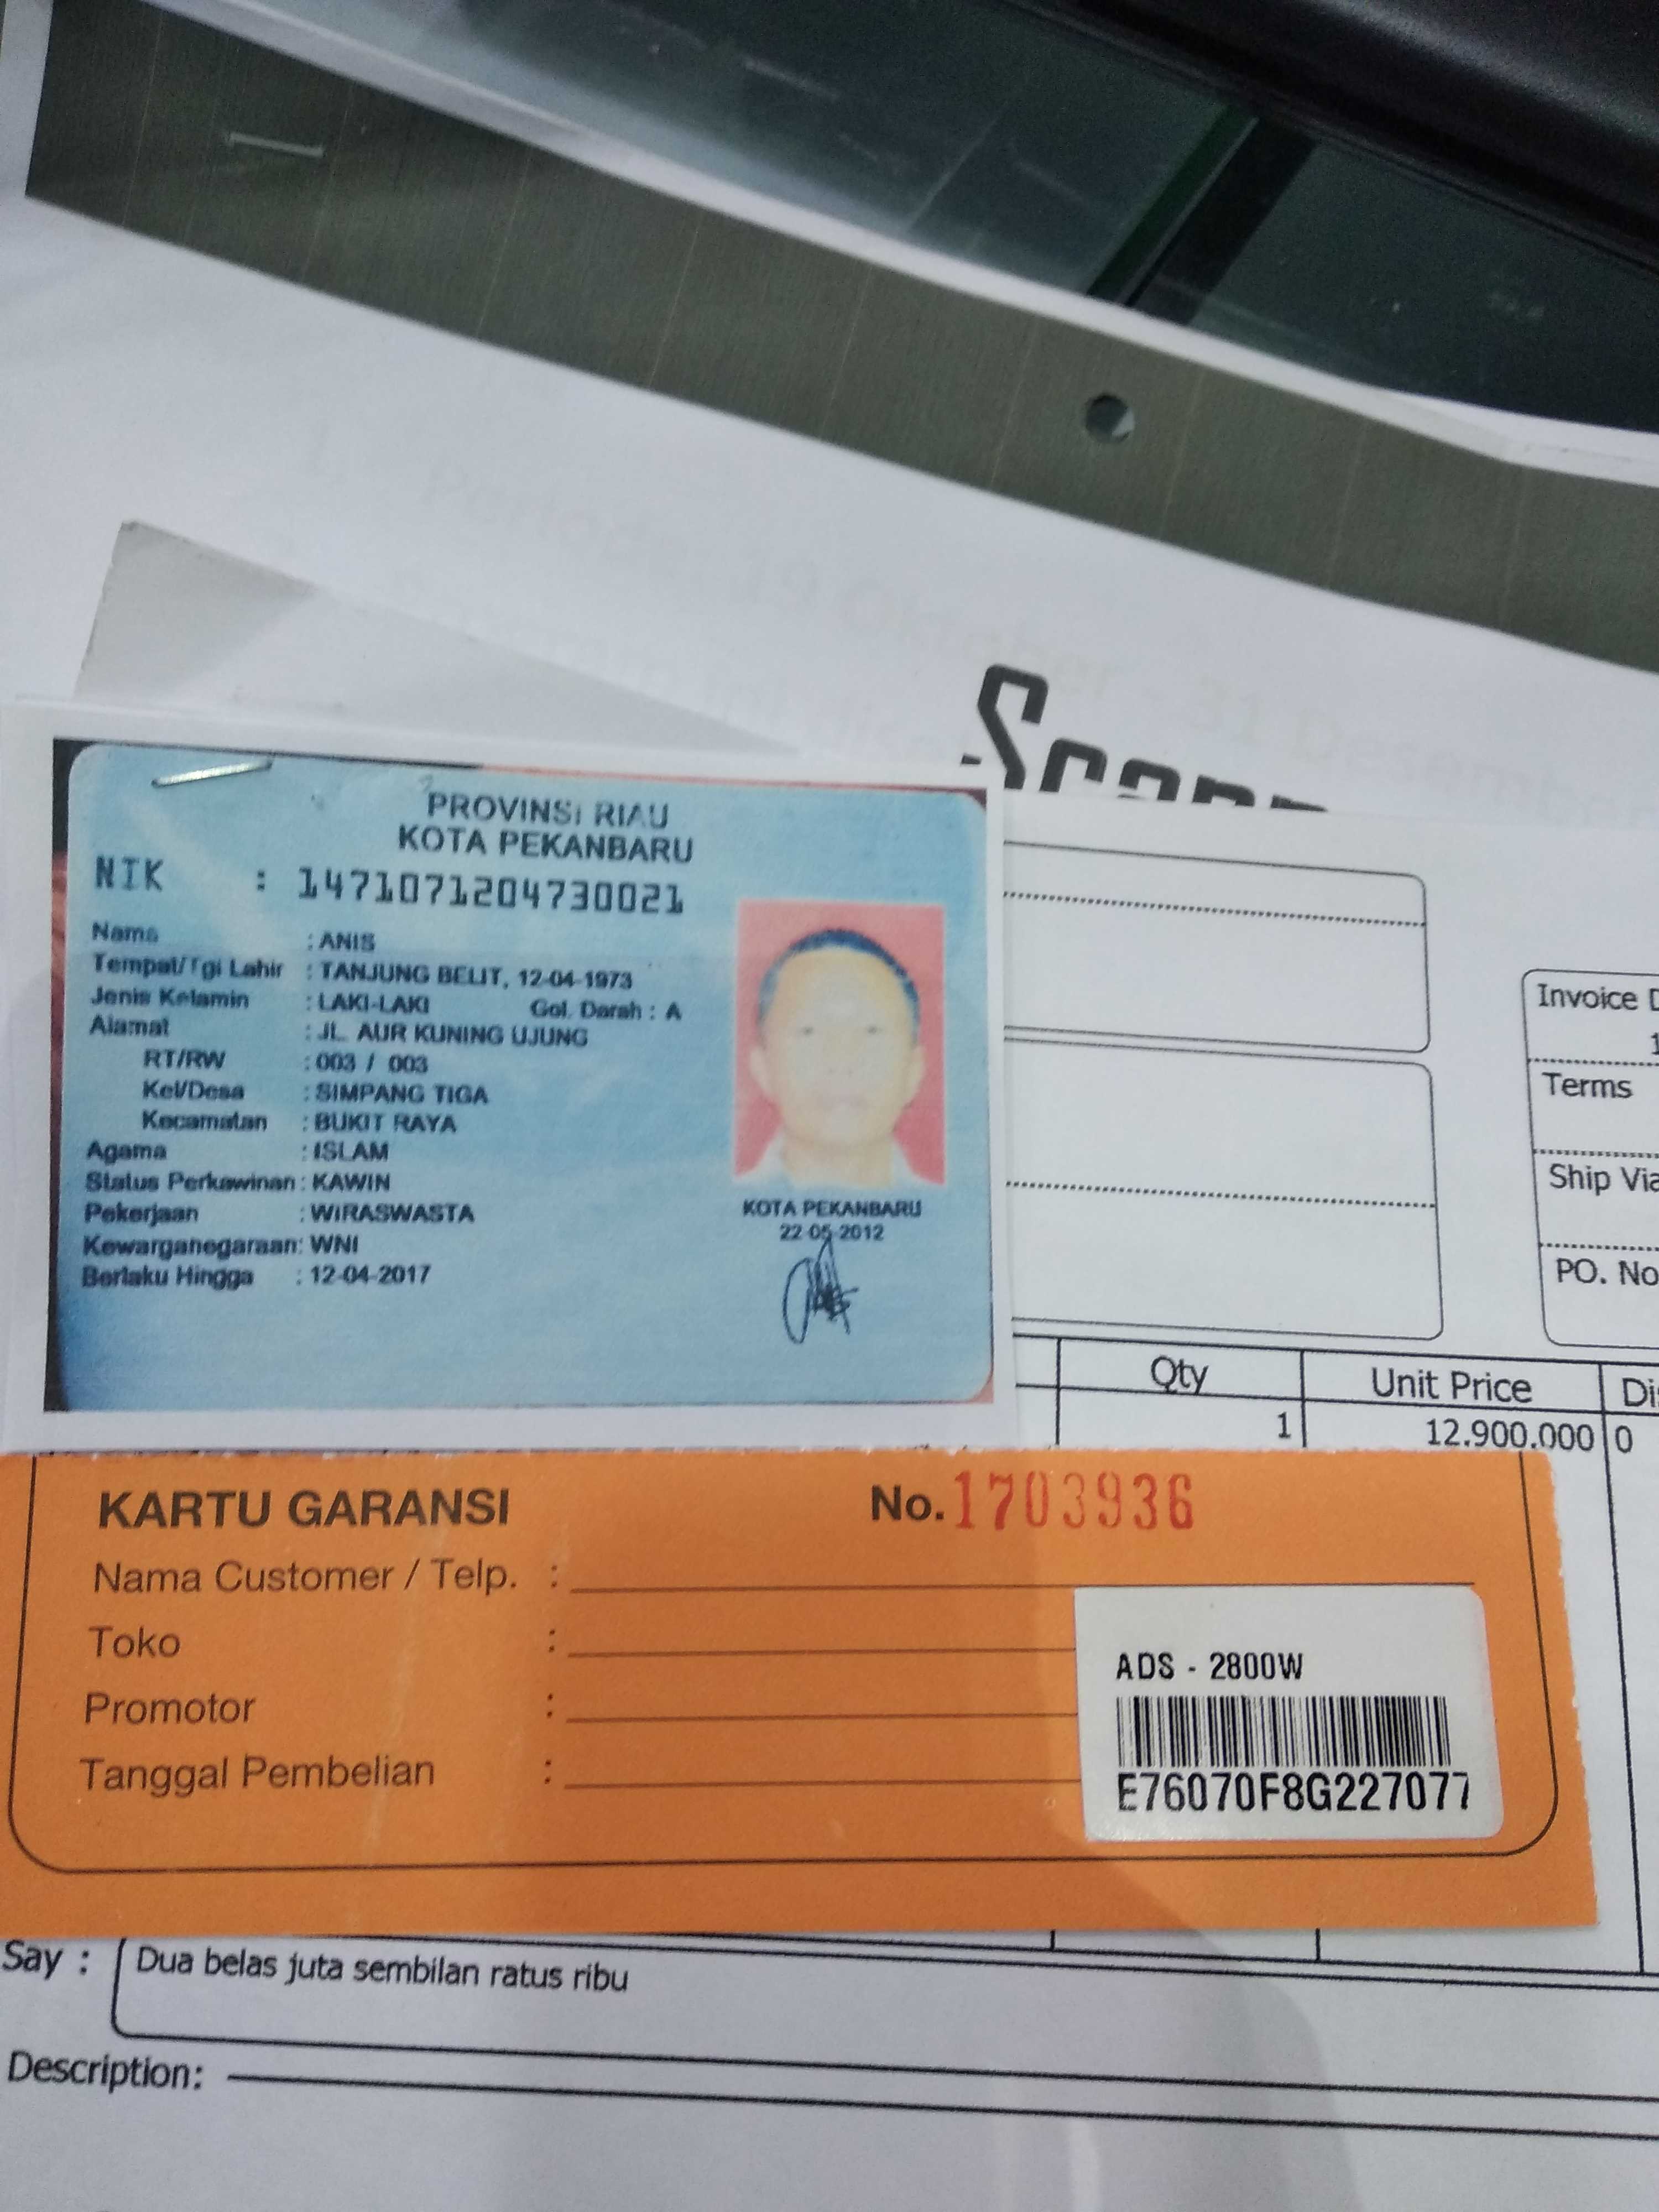 PROVINSI RIAU
KOTA PEKANBARU
NIK : 1471071204730021
Nama : ANIS
Tempat/Tgl Lahir : TANJUNG BELIT, 12-04-1973
Jenis Kelamin : LAKI-LAKI Gol. Darah : A
Alamat : JL. AUR KUNING UJUNG
RT/RW : 003 / 003
Kel/Desa : SIMPANG TIGA
Kecamatan : BUKIT RAYA
Agama : ISLAM
Status Perkawinan : KAWIN
Pekerjaan : WIRASWASTA
Kewarganegaraan: WNI
Berlaku Hingga : 12-04-2017
KOTA PEKANBARU
22-05-2012
Invoice D
1
Terms
Ship Via
PO. No
Qty Unit Price Dis
1 12.900.000 0
KARTU GARANSI No. 1703936
Nama Customer / Telp. :
Toko :
Promotor :
Tanggal Pembelian :
ADS - 2800W
E76070F8G227077
Say : Dua belas juta sembilan ratus ribu
Description: